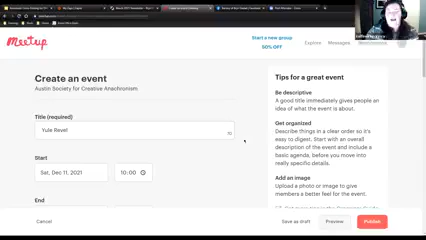 Meetup
Start a new group
50% OFF
Explore
Messages
Create an event
Austin Society for Creative Anachronism
Title (required)
Yule Revel
Start
Sat, Dec 11, 2021
10:00
End
Tips for a great event
Be descriptive
A good title immediately gives people an
idea of what the event is about.
Get organized
Describe things in a clear order so it's
easy to digest. Start with an overall
description of the event and include a
basic agenda, before you move into
really specific details.
Add an image
Upload a photo or image to give
members a better feel for the event.
Cancel
Save as draft
Preview
Publish